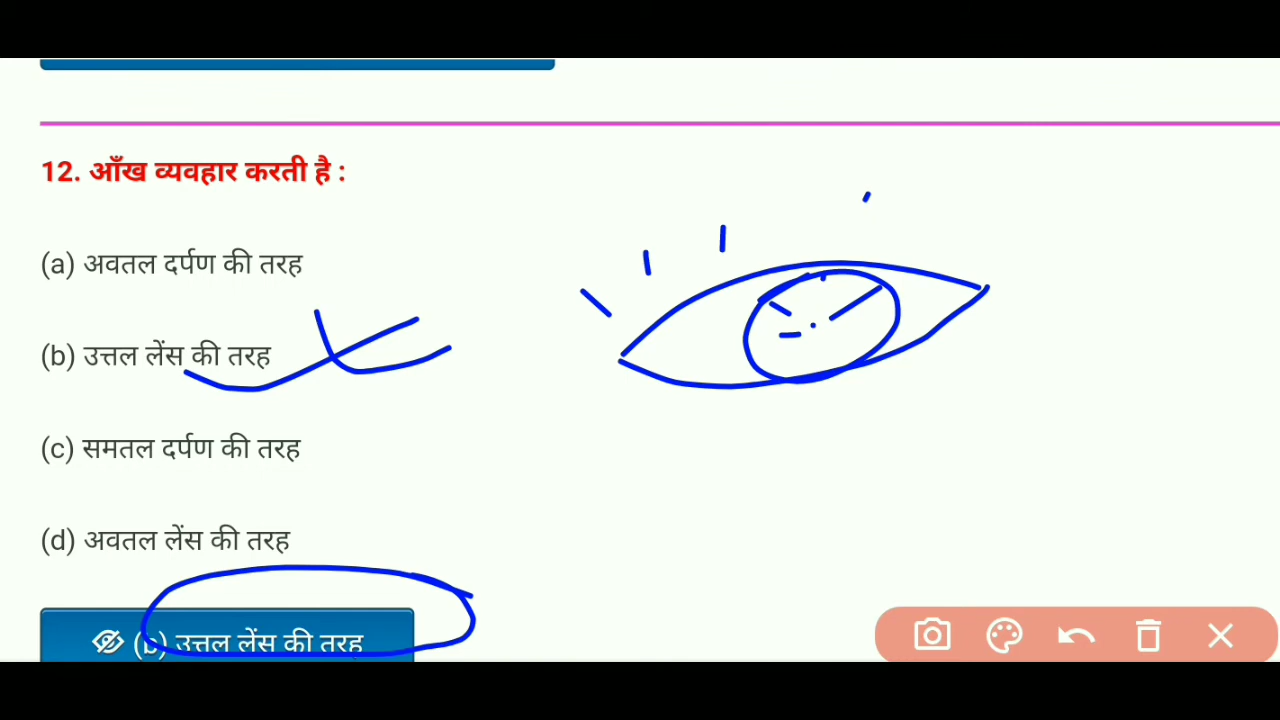 12. आँख व्यवहार करती है :
(a) अवतल दर्पण की तरह
(b) उत्तल लेंस की तरह
(c) समतल दर्पण की तरह
(d) अवतल लेंस की तरह
(b) उत्तल लेंस की तरह